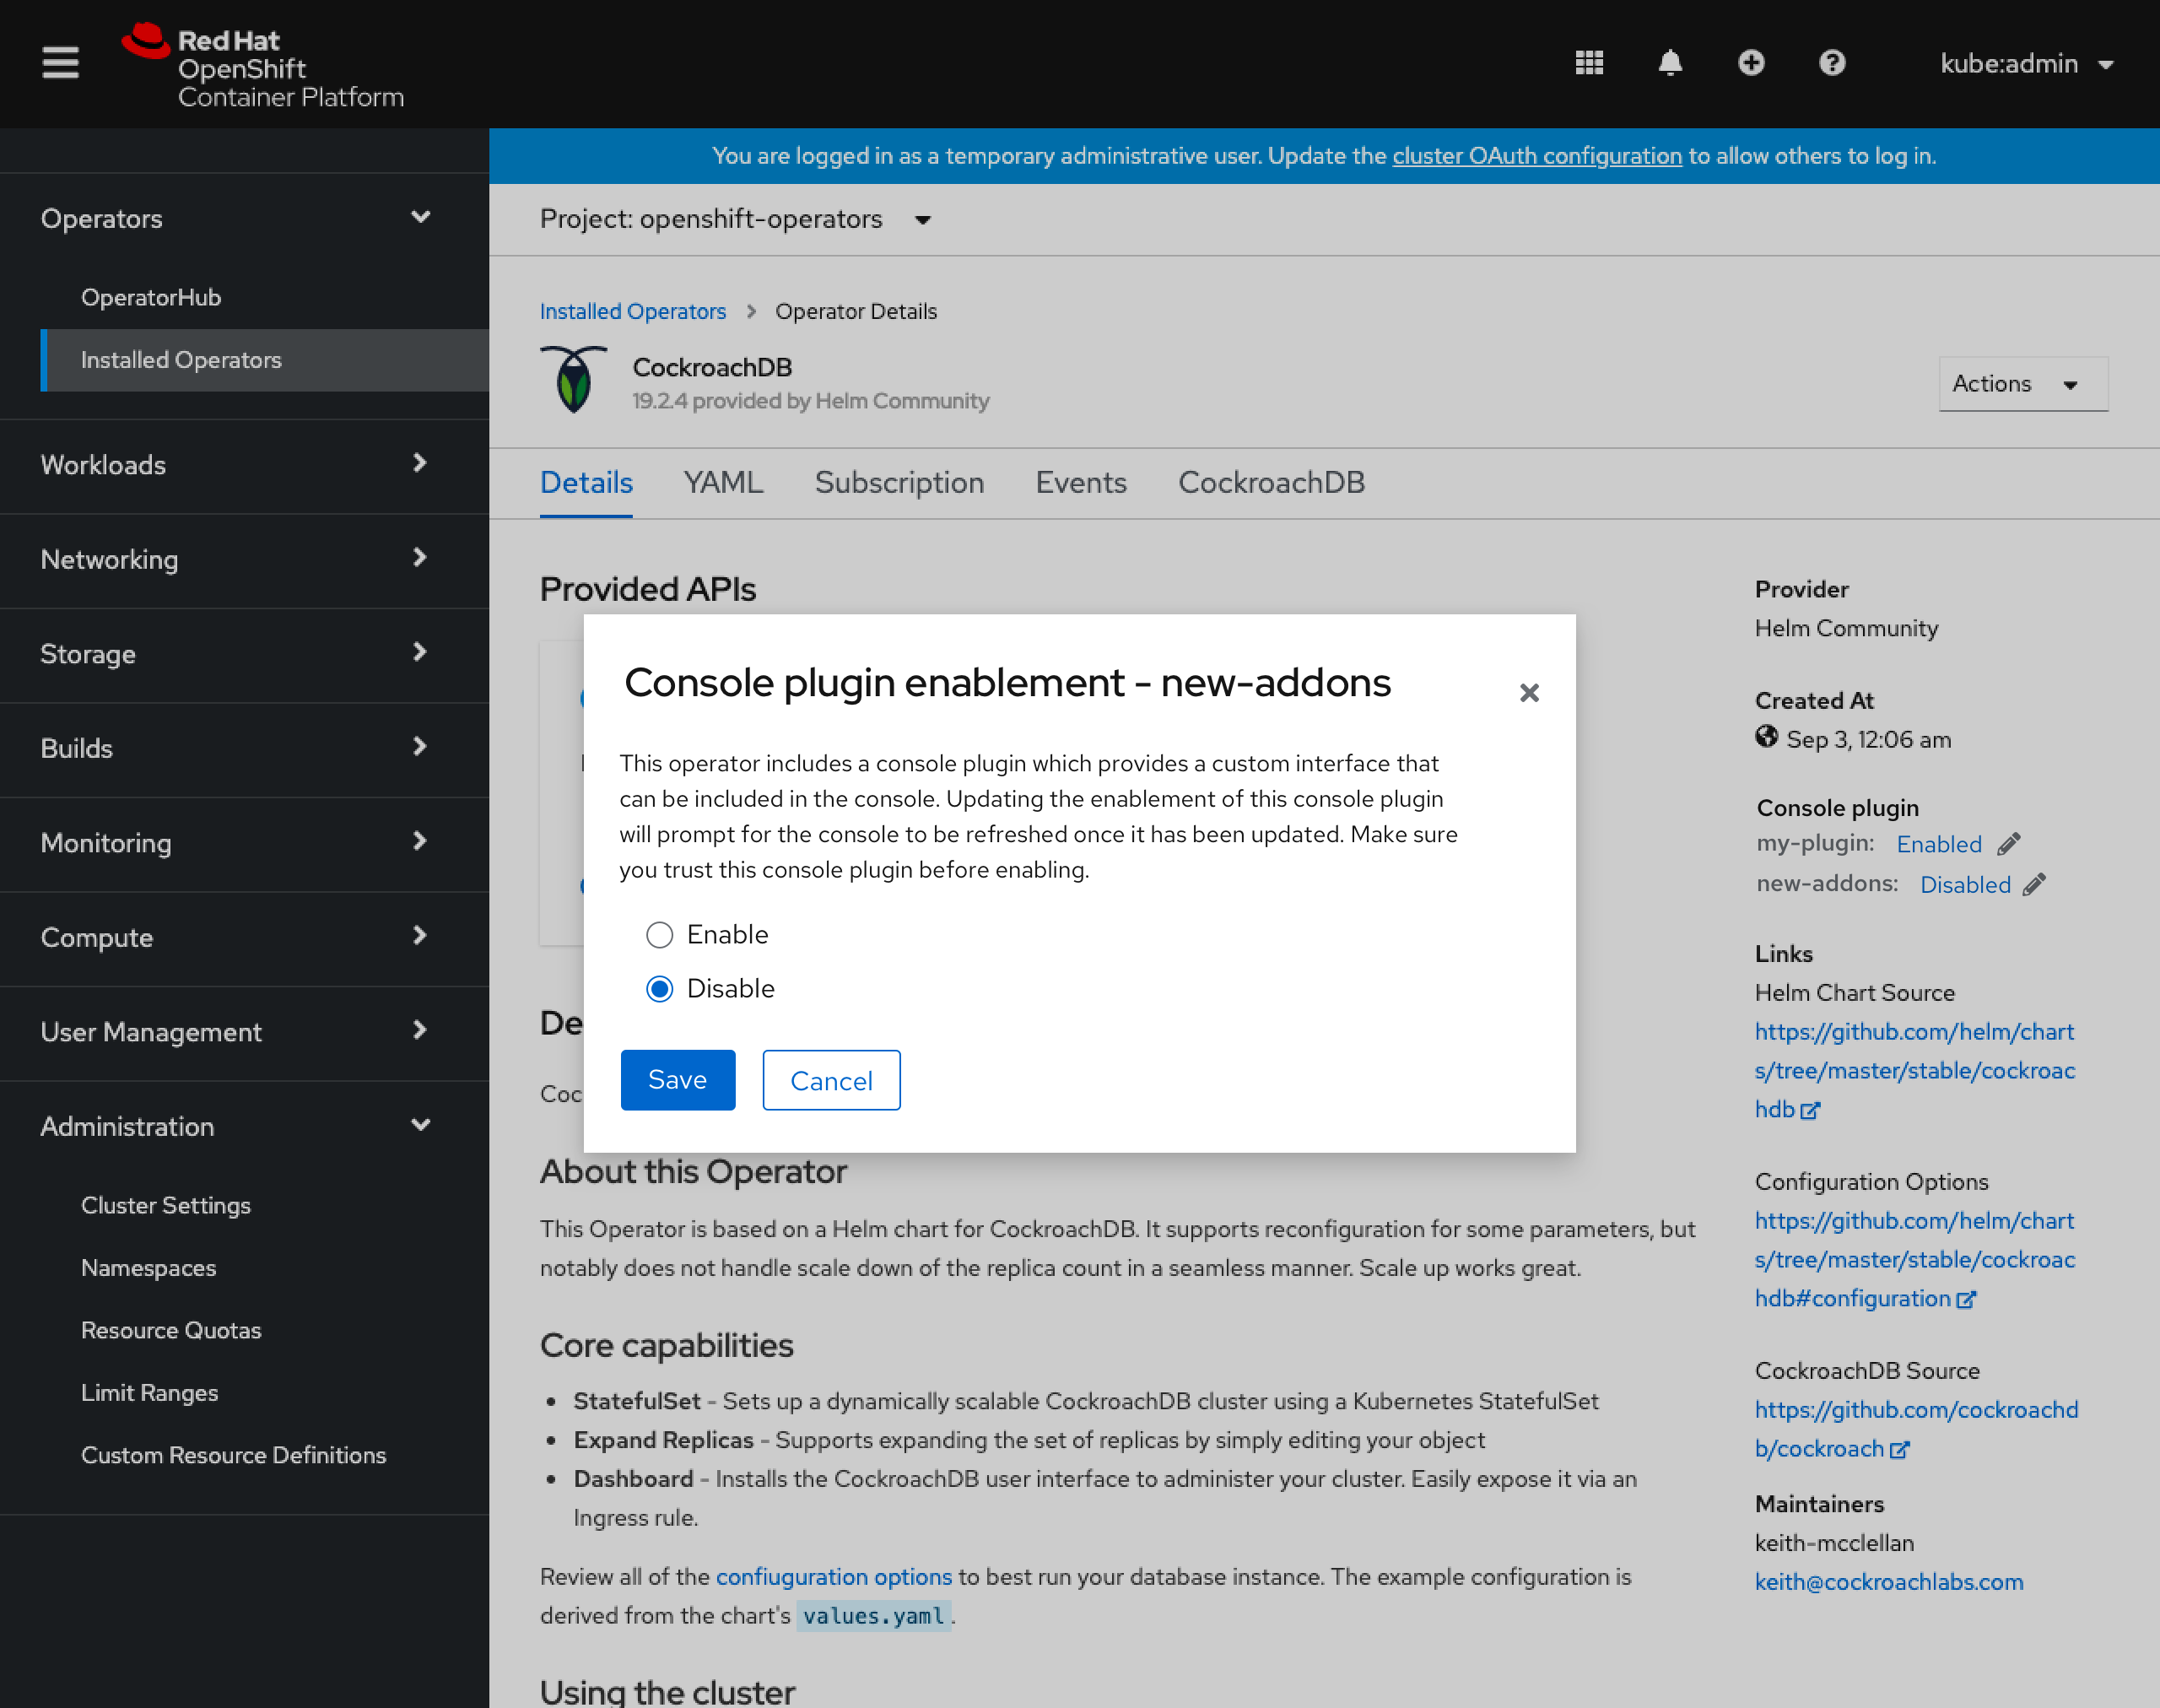 Red Hat
OpenShift
Container Platform
kube:admin
You are logged in as a temporary administrative user. Update the cluster OAuth configuration to allow others to log in.
Operators
OperatorHub
Installed Operators
Workloads
Networking
Storage
Builds
Monitoring
Compute
User Management
Administration
Cluster Settings
Namespaces
Resource Quotas
Limit Ranges
Custom Resource Definitions
Project: openshift-operators
Installed Operators > Operator Details
CockroachDB
19.2.4 provided by Helm Community
Actions
Details YAML Subscription Events CockroachDB
Provided APIs
Console plugin enablement - new-addons
This operator includes a console plugin which provides a custom interface that
can be included in the console. Updating the enablement of this console plugin
will prompt for the console to be refreshed once it has been updated. Make sure
you trust this console plugin before enabling.
Enable
Disable
Save Cancel
De
Coc
About this Operator
This Operator is based on a Helm chart for CockroachDB. It supports reconfiguration for some parameters, but
notably does not handle scale down of the replica count in a seamless manner. Scale up works great.
Core capabilities
• StatefulSet - Sets up a dynamically scalable CockroachDB cluster using a Kubernetes StatefulSet
• Expand Replicas - Supports expanding the set of replicas by simply editing your object
• Dashboard - Installs the CockroachDB user interface to administer your cluster. Easily expose it via an
Ingress rule.
Review all of the confiuguration options to best run your database instance. The example configuration is
derived from the chart's values.yaml.
Using the cluster
Provider
Helm Community
Created At
Sep 3, 12:06 am
Console plugin
my-plugin: Enabled
new-addons: Disabled
Links
Helm Chart Source
https://github.com/helm/chart
s/tree/master/stable/cockroac
hdb
Configuration Options
https://github.com/helm/chart
s/tree/master/stable/cockroac
hdb#configuration
CockroachDB Source
https://github.com/cockroachd
b/cockroach
Maintainers
keith-mcclellan
keith@cockroachlabs.com